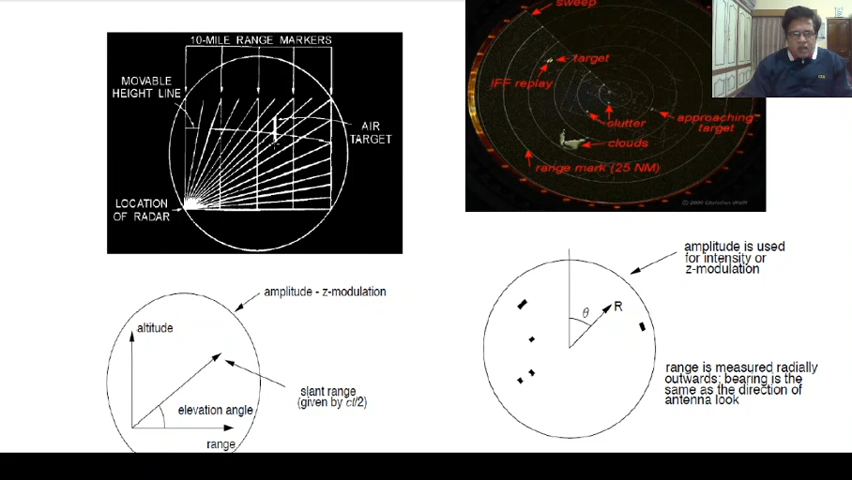 10-MILE RANGE MARKERS
MOVABLE
HEIGHT LINE
AIR
TARGET
LOCATION
OF RADAR
sweep
target
IFF replay
clutter
approaching
target
clouds
range mark (25 NM)
amplitude - z-modulation
altitude
slant range
(given by ct/2)
elevation angle
range
amplitude is used
for intensity or
z-modulation
θ
R
range is measured radially
outwards; bearing is the
same as the direction of
antenna look